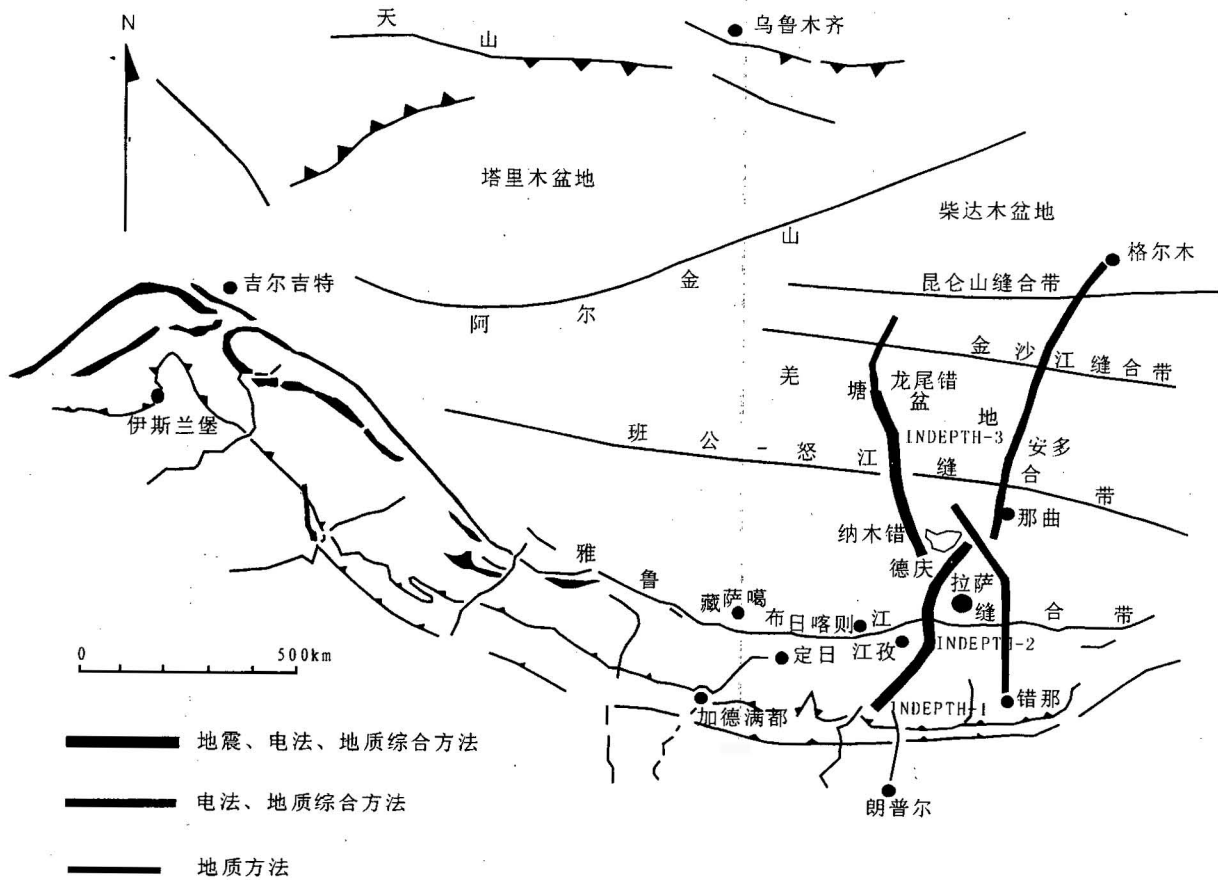 N
天山
乌鲁木齐
塔里木盆地
柴达木盆地
格尔木
吉尔吉特
阿尔金山
昆仑山缝合带
金沙江缝合带
羌塘盆地
龙尾错
伊斯兰堡
班公-怒江缝合带
INDEPTH-3
安多
那曲
纳木错
德庆
拉萨
雅鲁藏布江缝合带
萨噶
日喀则
INDEPTH-2
定日
江孜
0 500km
加德满都
INDEPTH-1
错那
地震、电法、地质综合方法
电法、地质综合方法
朗普尔
地质方法